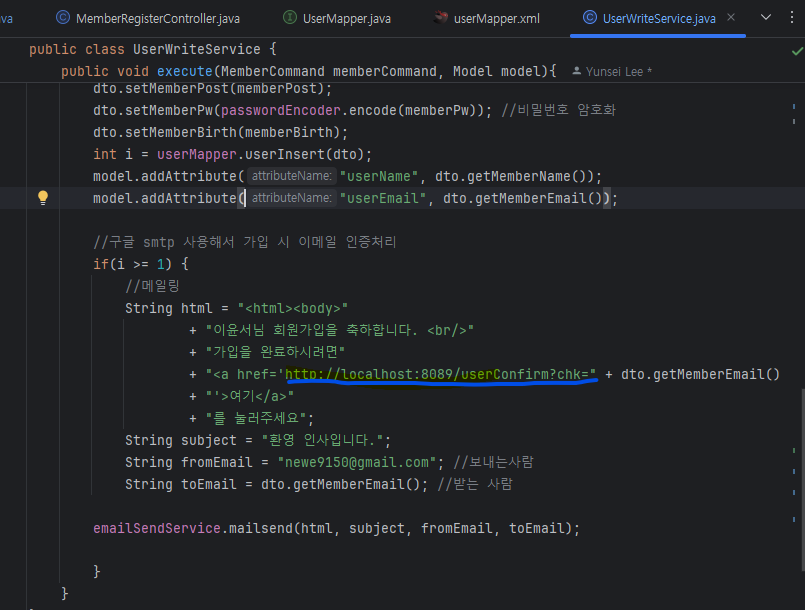 va MemberRegisterController.java UserMapper.java userMapper.xml UserWriteService.java
public class UserWriteService {
public void execute(MemberCommand memberCommand, Model model){ Yunsei Lee *
dto.setMemberPost(memberPost);
dto.setMemberPw(passwordEncoder.encode(memberPw)); //비밀번호 암호화
dto.setMemberBirth(memberBirth);
int i = userMapper.userInsert(dto);
model.addAttribute( attributeName: "userName", dto.getMemberName());
model.addAttribute( attributeName: "userEmail", dto.getMemberEmail());
//구글 smtp 사용해서 가입 시 이메일 인증처리
if(i >= 1) {
//메일링
String html = "<html><body>"
+ "이윤서님 회원가입을 축하합니다. <br/>"
+ "가입을 완료하시려면"
+ "<a href='http://localhost:8089/userConfirm?chk=" + dto.getMemberEmail()
+ "'>여기</a>"
+ "를 눌러주세요";
String subject = "환영 인사입니다.";
String fromEmail = "newe9150@gmail.com"; //보내는사람
String toEmail = dto.getMemberEmail(); //받는 사람
emailSendService.mailsend(html, subject, fromEmail, toEmail);
}
}